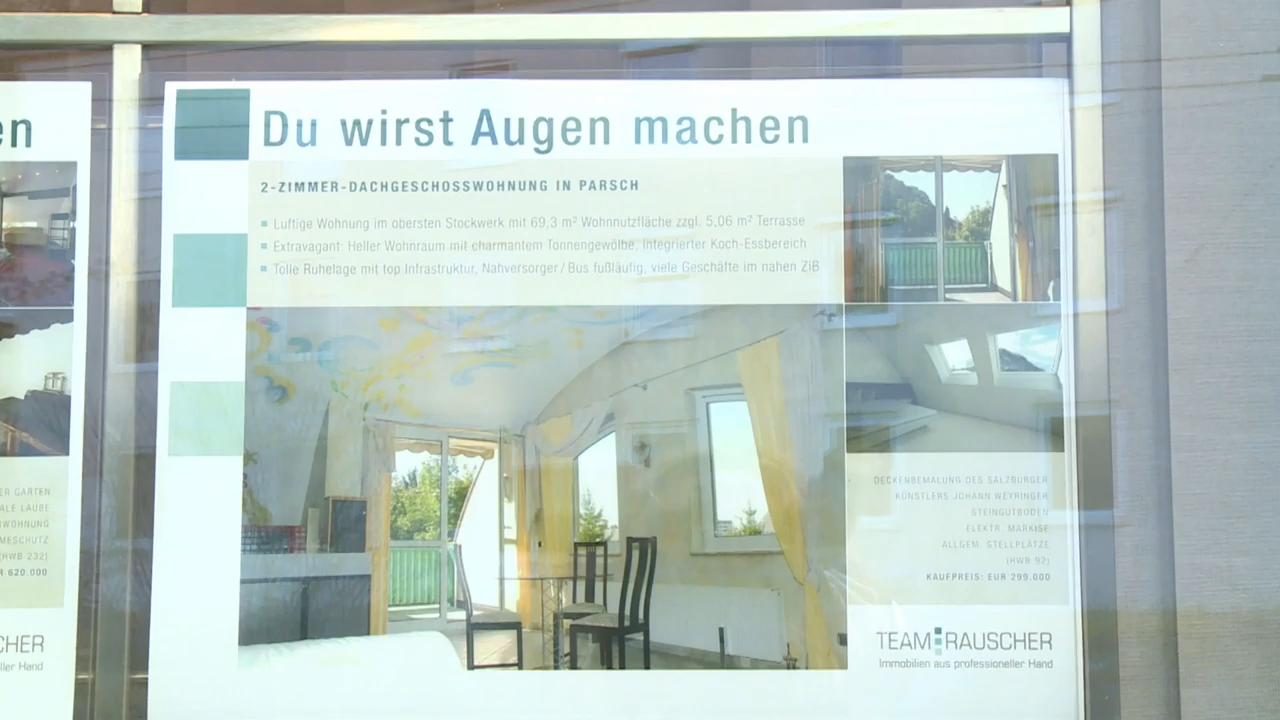 en
ER GARTEN
ALE LAUBE
WOHNUNG
MESCHUTZ
(HWB 232)
R 620.000
SCHER
ller Hand
Du wirst Augen machen
2-ZIMMER-DACHGESCHOSSWOHNUNG IN PARSCH
Luftige Wohnung im obersten Stockwerk mit 69,3 m² Wohnnutzfläche zzgl. 5,06 m² Terrasse
Extravagant: Heller Wohnraum mit charmantem Tonnengewölbe, integrierter Koch-Essbereich
Tolle Ruhelage mit top Infrastruktur, Nahversorger / Bus fußläufig, viele Geschäfte im nahen ZiB
DECKENBEMALUNG DES SALZBURGER
KÜNSTLERS JOHANN WEYRINGER
STEINGUTBODEN
ELEKTR. MARKISE
ALLGEM. STELLPLÄTZE
(HWB 92)
KAUFPREIS: EUR 299.000
TEAM RAUSCHER
Immobilien aus professioneller Hand